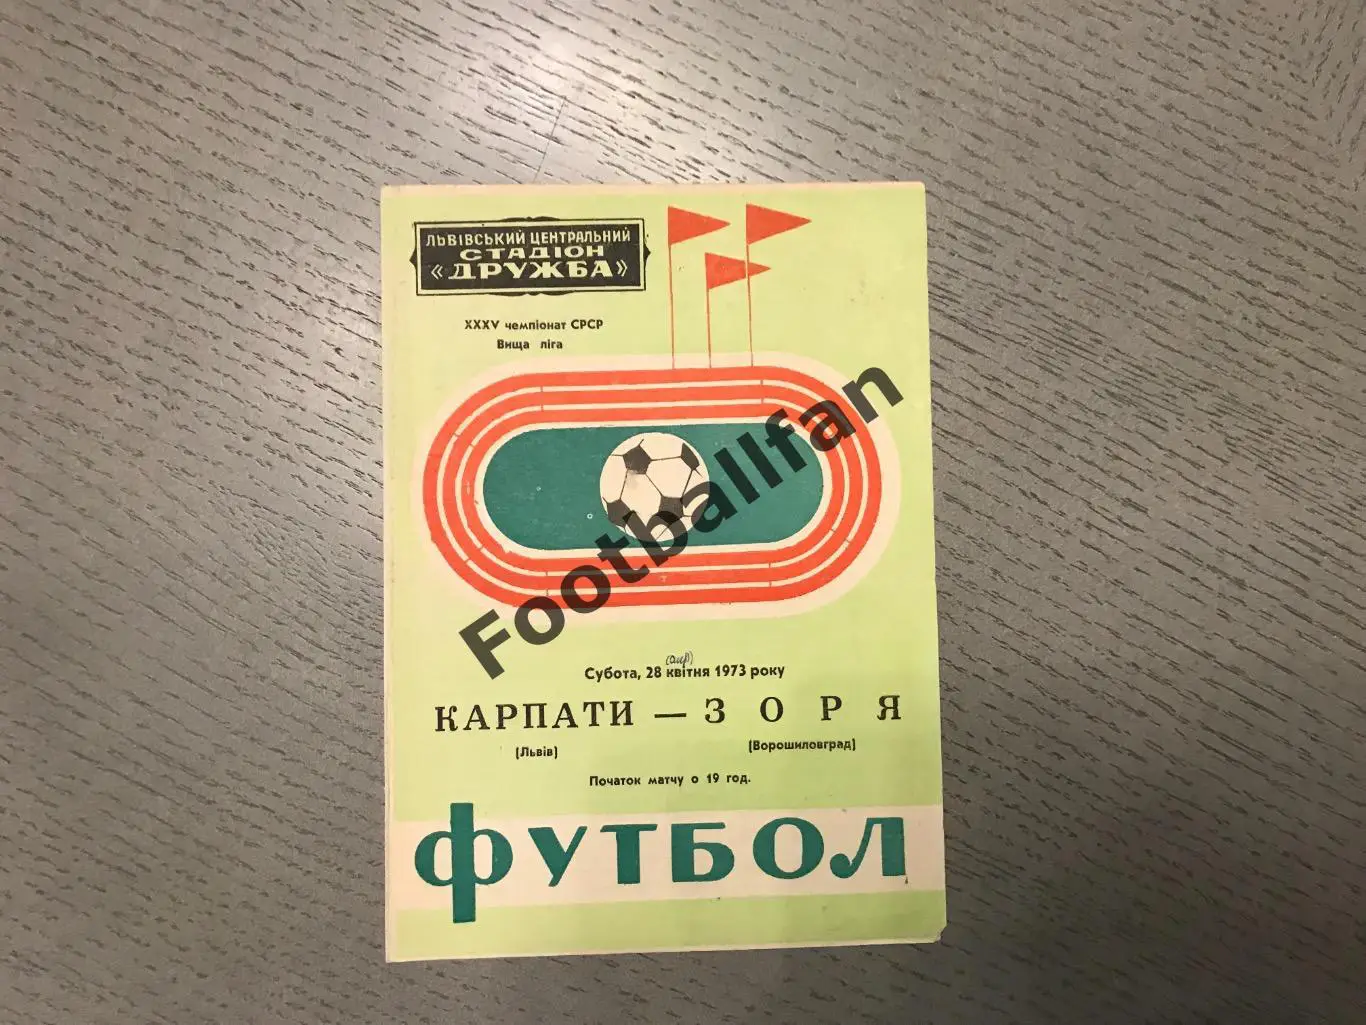 ЛЬВІВСЬКИЙ ЦЕНТРАЛЬНИЙ
СТАДІОН
«ДРУЖБА»
XXXV чемпіонат СРСР
Вища ліга
Footballfan
Субота, 28 квітня 1973 року
КАРПАТИ — ЗОРЯ
(Львів) (Ворошиловград)
Початок матчу о 19 год.
ФУТБОЛ